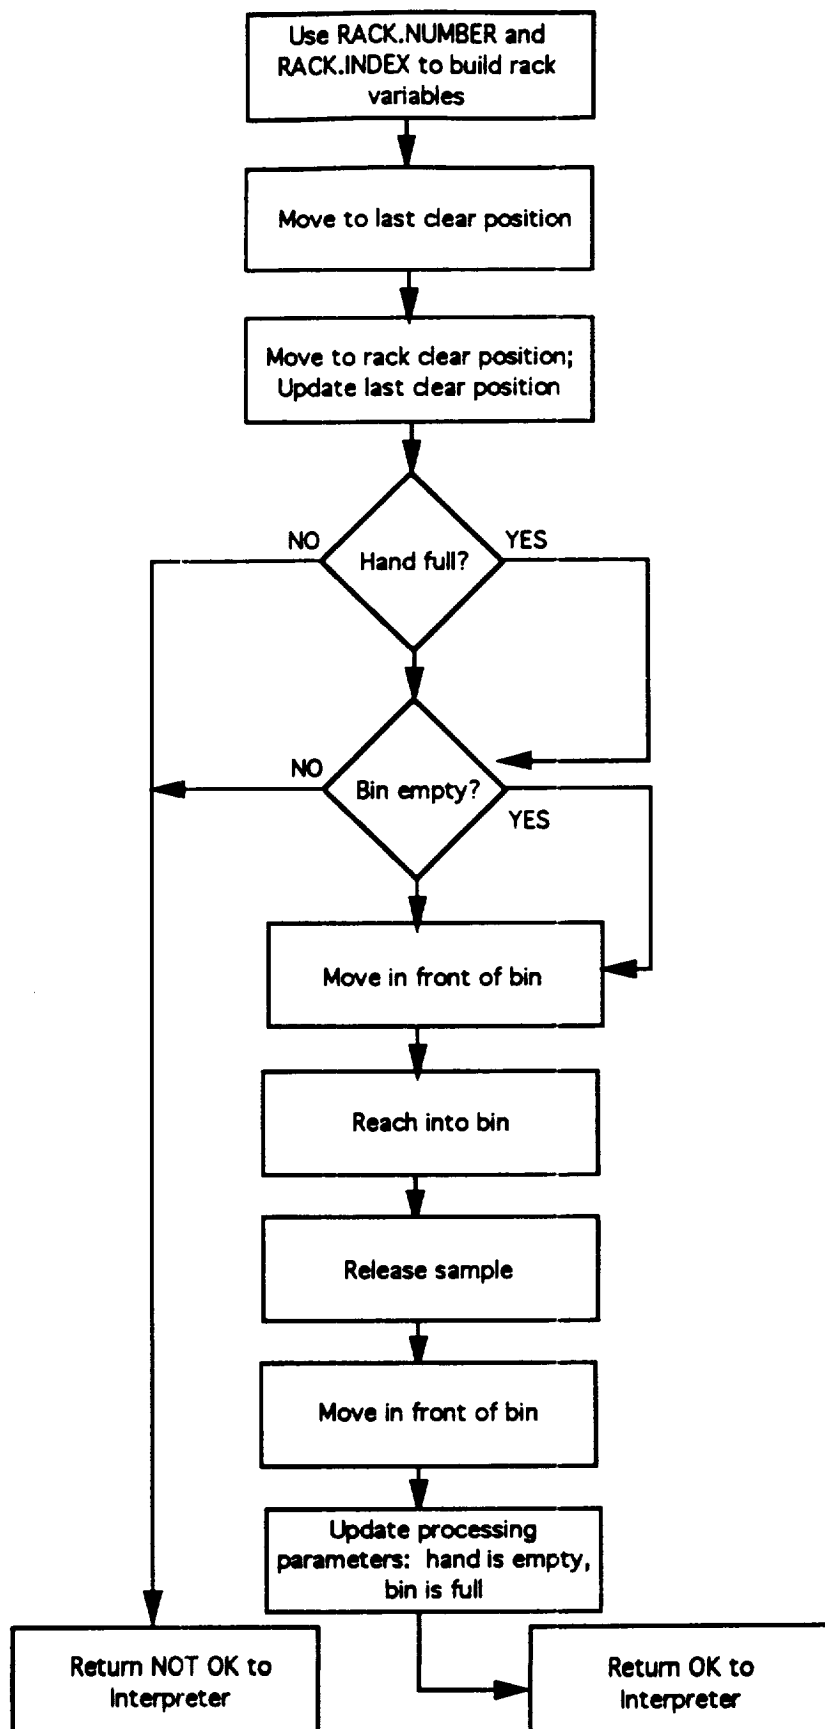 Use RACK.NUMBER and
RACK.INDEX to build rack
variables
Move to last clear position
Move to rack clear position;
Update last clear position
NO
YES
Hand full?
NO
Bin empty?
YES
Move in front of bin
Reach into bin
Release sample
Move in front of bin
Update processing
parameters: hand is empty,
bin is full
Return NOT OK to
Interpreter
Return OK to
Interpreter